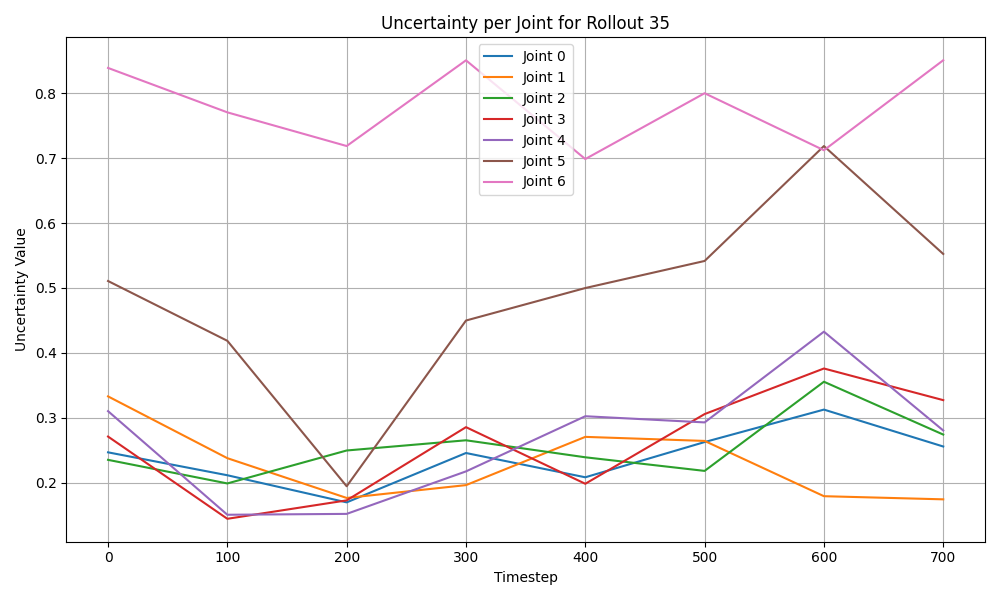 Uncertainty per Joint for Rollout 35
Joint 0
Joint 1
Joint 2
Joint 3
Joint 4
Joint 5
Joint 6
Uncertainty Value
0.8
0.7
0.6
0.5
0.4
0.3
0.2
0 100 200 300 400 500 600 700
Timestep